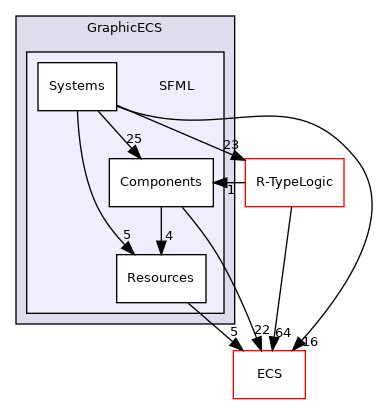 GraphicECS
Systems
SFML
25
23
Components
R-TypeLogic
1
5
4
Resources
5
22
64
16
ECS